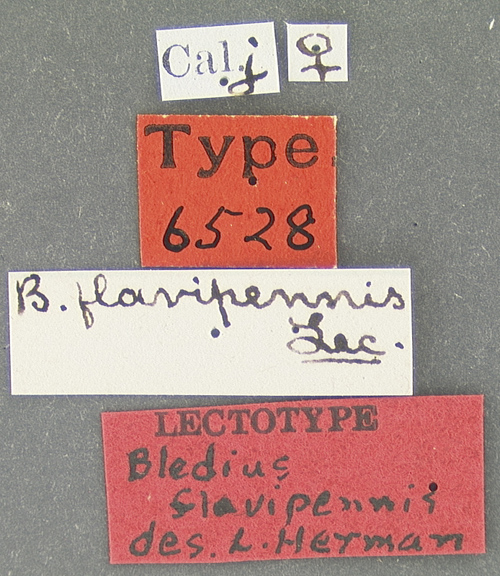 Cal. j ♀
Type
6528
B. flavipennis
Lec.
LECTOTYPE
Bledius
flavipennis
des. L. Herman